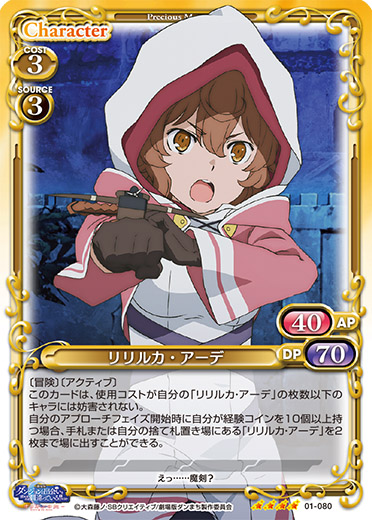 Precious M
Character
COST
3
SOURCE
3
40 AP
リリルカ・アーデ
DP 70
〔冒険〕〔アクティブ〕
このカードは、使用コストが自分の「リリルカ・アーデ」の枚数以下の
キャラには妨害されない。
自分のアプローチフェイズ開始時に自分が経験コインを10個以上持
つ場合、手札または自分の捨て札置き場にある「リリルカ・アーデ」を2
枚まで場に出すことができる。
えっ……魔剣？
©大森藤ノ・SBクリエイティブ/劇場版ダンまち製作委員会
★★★★ 01-080